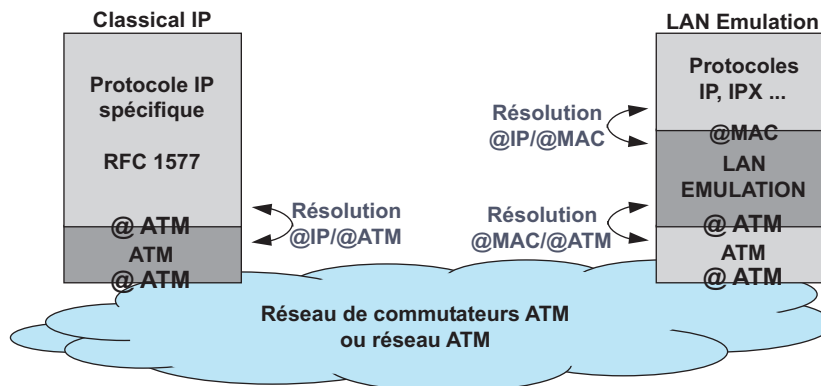 Classical IP
Protocole IP
spécifique
RFC 1577
@ ATM
ATM
@ ATM
Résolution
@IP/@ATM
LAN Emulation
Protocoles
IP, IPX ...
@MAC
LAN
EMULATION
@ ATM
ATM
@ ATM
Résolution
@IP/@MAC
Résolution
@MAC/@ATM
Réseau de commutateurs ATM
ou réseau ATM